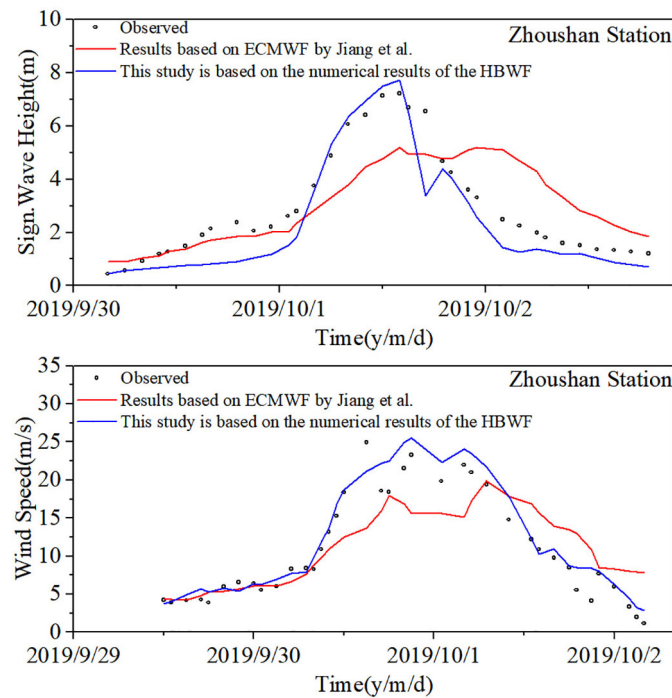 10
Observed
Zhoushan Station
Results based on ECMWF by Jiang et al.
8
This study is based on the numerical results of the HBWF
6
4
2
0
Sign.Wave Height(m)
2019/9/30
2019/10/1
2019/10/2
Time(y/m/d)
35
Observed
Zhoushan Station
Results based on ECMWF by Jiang et al.
30
This study is based on the numerical results of the HBWF
25
20
15
10
5
0
Wind Speed(m/s)
2019/9/29
2019/9/30
2019/10/1
2019/10/2
Time(y/m/d)